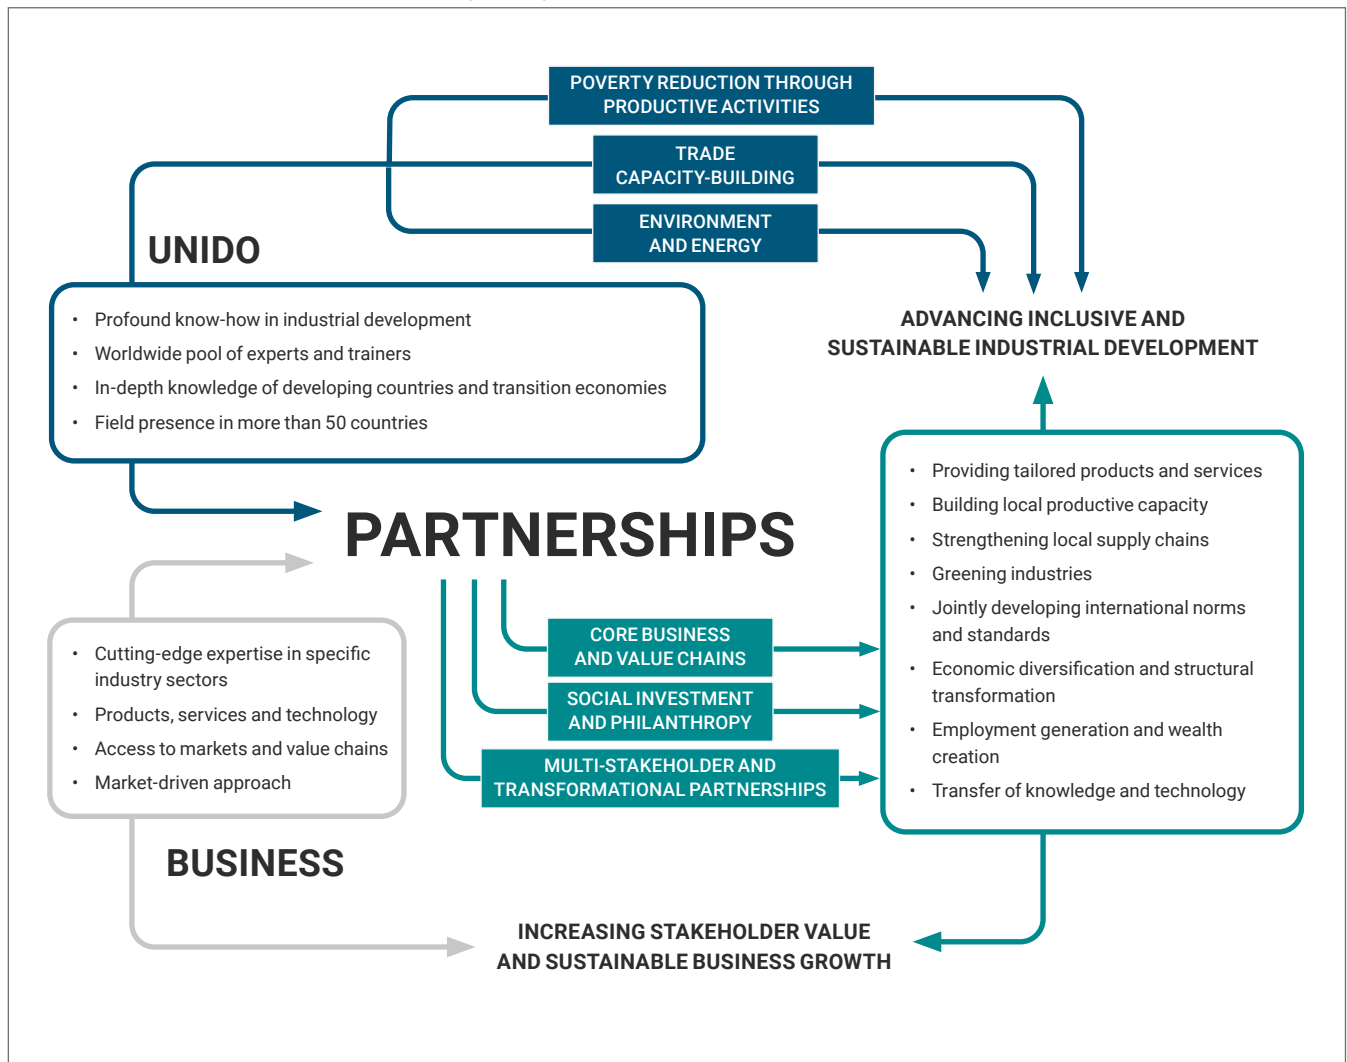 POVERTY REDUCTION THROUGH
PRODUCTIVE ACTIVITIES
TRADE
CAPACITY-BUILDING
ENVIRONMENT
AND ENERGY
UNIDO
• Profound know-how in industrial development
• Worldwide pool of experts and trainers
• In-depth knowledge of developing countries and transition economies
• Field presence in more than 50 countries
ADVANCING INCLUSIVE AND
SUSTAINABLE INDUSTRIAL DEVELOPMENT
PARTNERSHIPS
• Cutting-edge expertise in specific
industry sectors
• Products, services and technology
• Access to markets and value chains
• Market-driven approach
BUSINESS
CORE BUSINESS
AND VALUE CHAINS
SOCIAL INVESTMENT
AND PHILANTHROPY
MULTI-STAKEHOLDER AND
TRANSFORMATIONAL PARTNERSHIPS
• Providing tailored products and services
• Building local productive capacity
• Strengthening local supply chains
• Greening industries
• Jointly developing international norms
and standards
• Economic diversification and structural
transformation
• Employment generation and wealth
creation
• Transfer of knowledge and technology
INCREASING STAKEHOLDER VALUE
AND SUSTAINABLE BUSINESS GROWTH